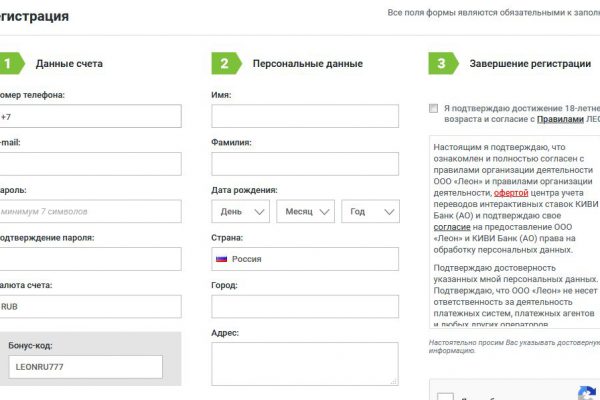 егистрация
Все поля формы являются обязательными к запол
1 Данные счета
омер телефона:
+7
-mail:
ароль:
минимум 7 символов
одтверждение пароля:
алюта счета:
RUB
Бонус-код:
LEONRU777
2 Персональные данные
Имя:
Фамилия:
Дата рождения:
День Месяц Год
Страна:
Россия
Город:
Адрес:
3 Завершение регистрации
Я подтверждаю достижение 18-летне
возраста и согласие с Правилами ЛЕО
Настоящим я подтверждаю, что
ознакомлен и полностью согласен с
правилами организации деятельности
ООО «Леон» и правилами организации
деятельности, офертой центра учета
переводов интерактивных ставок КИВИ
Банк (АО) и подтверждаю свое
согласие на предоставление ООО
«Леон» и КИВИ Банк (АО) права на
обработку персональных данных.
Подтверждаю достоверность
указанных мной персональных данных.
Подтверждаю, что ООО «Леон» не несет
ответственность за деятельность
платежных систем, платежных агентов
и любых других операторов
Настоятельно просим Вас указывать достоверную
информацию.